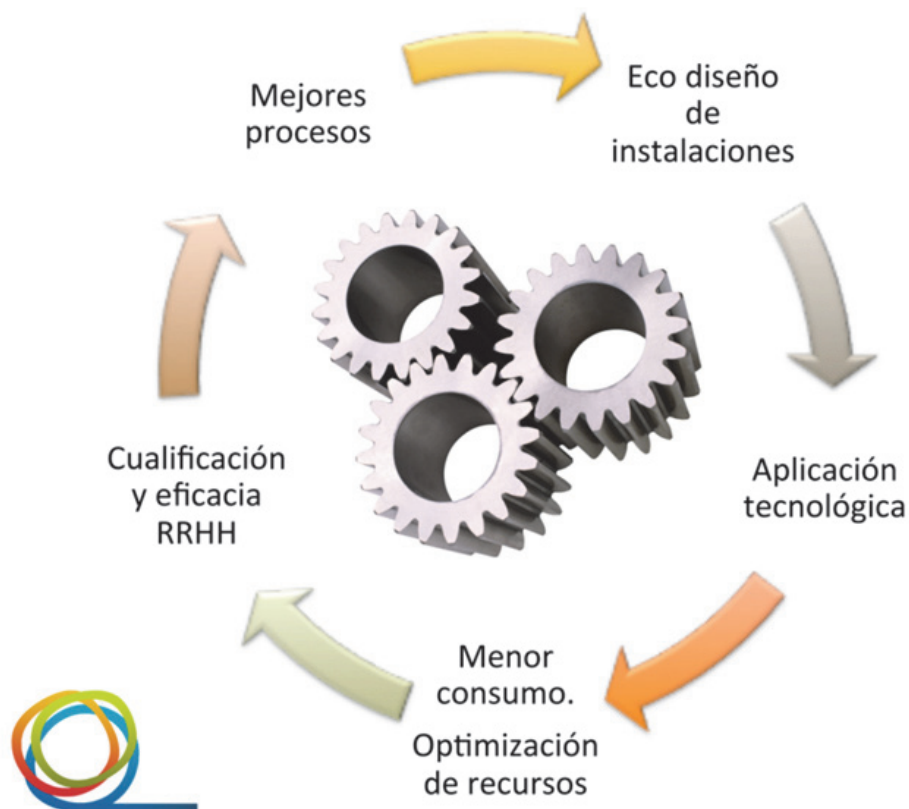 Mejores
procesos
Eco diseño
de
instalaciones
Aplicación
tecnológica
Menor
consumo.
Optimización
de recursos
Cualificación
y eficacia
RRHH